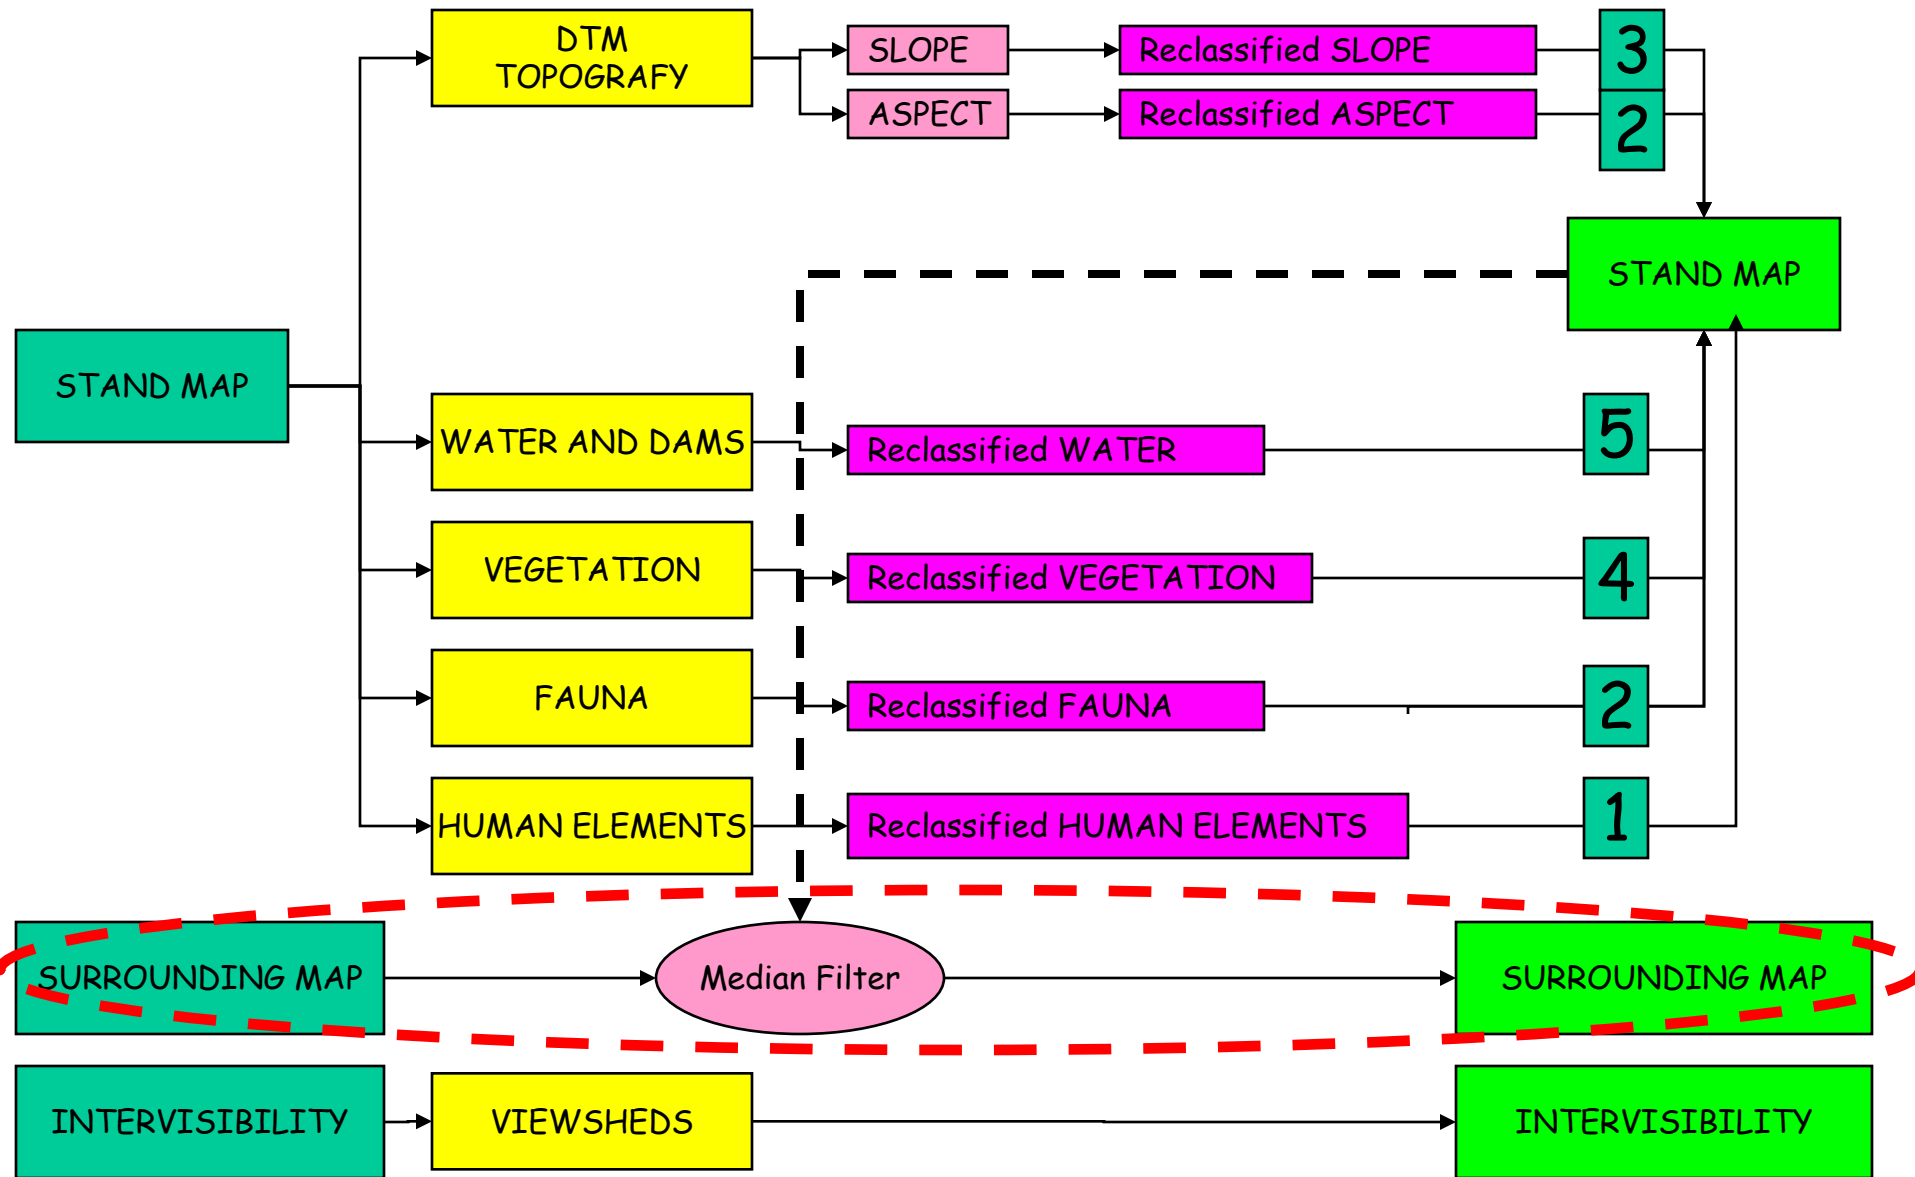 DTM
TOPOGRAFY
SLOPE
Reclassified SLOPE
3
ASPECT
Reclassified ASPECT
2
STAND MAP
STAND MAP
WATER AND DAMS
Reclassified WATER
5
VEGETATION
Reclassified VEGETATION
4
FAUNA
Reclassified FAUNA
2
HUMAN ELEMENTS
Reclassified HUMAN ELEMENTS
1
SURROUNDING MAP
Median Filter
SURROUNDING MAP
INTERVISIBILITY
VIEWSHEDS
INTERVISIBILITY